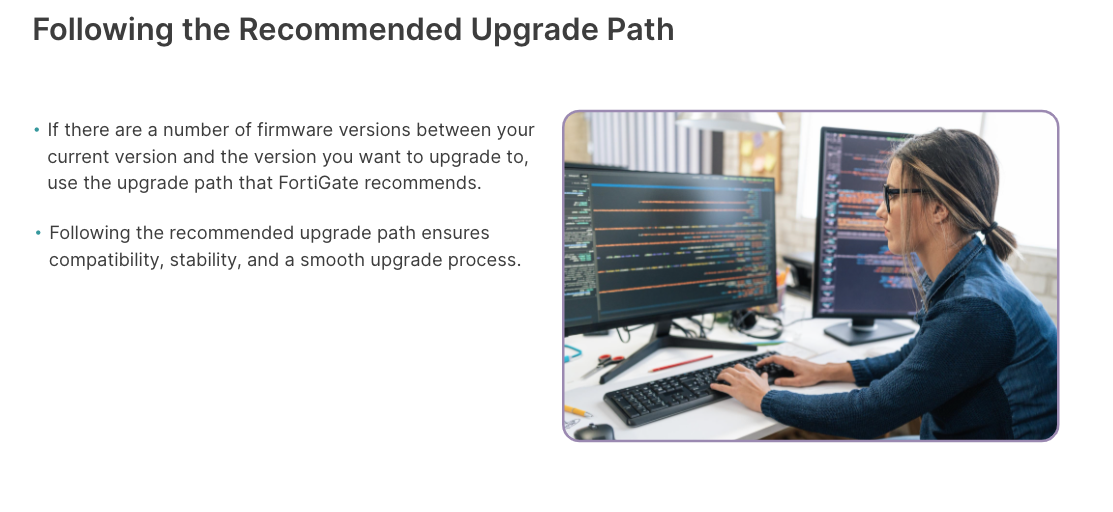 Following the Recommended Upgrade Path
• If there are a number of firmware versions between your
current version and the version you want to upgrade to,
use the upgrade path that FortiGate recommends.
• Following the recommended upgrade path ensures
compatibility, stability, and a smooth upgrade process.